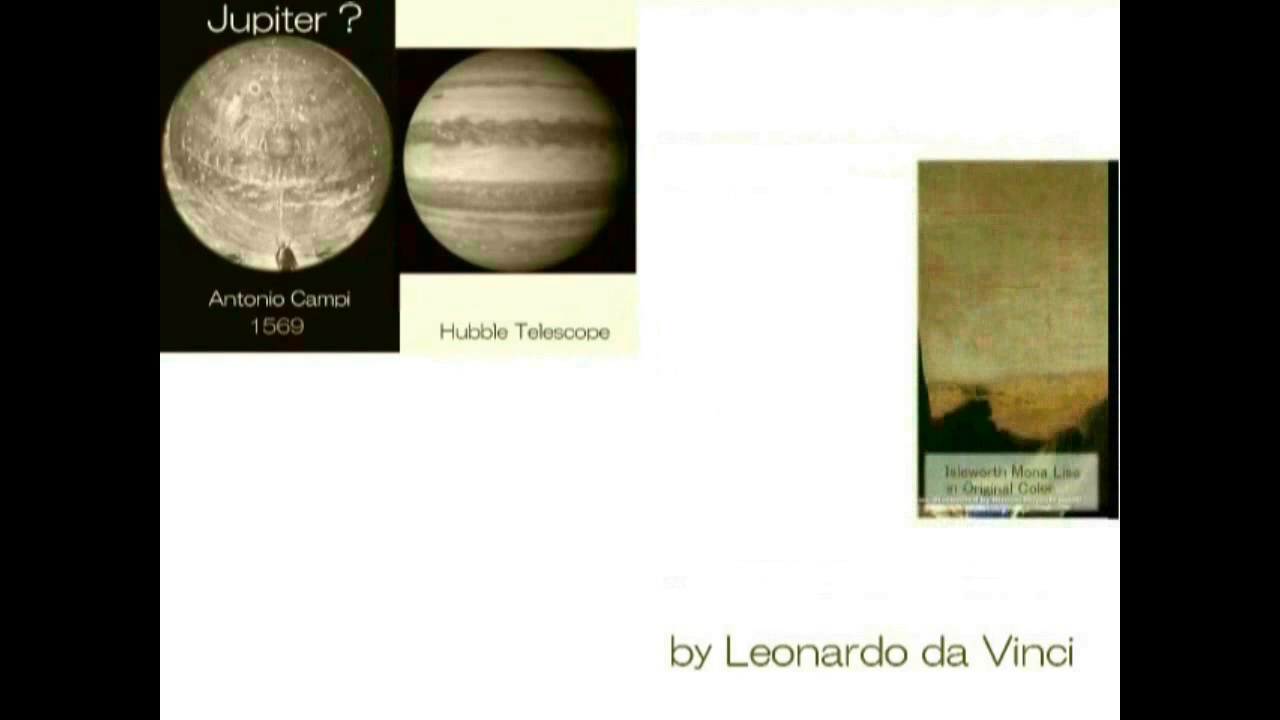 Jupiter ?
Antonio Campi
1569
Hubble Telescope
Isleworth Mona Lisa
in Original Color
by Leonardo da Vinci